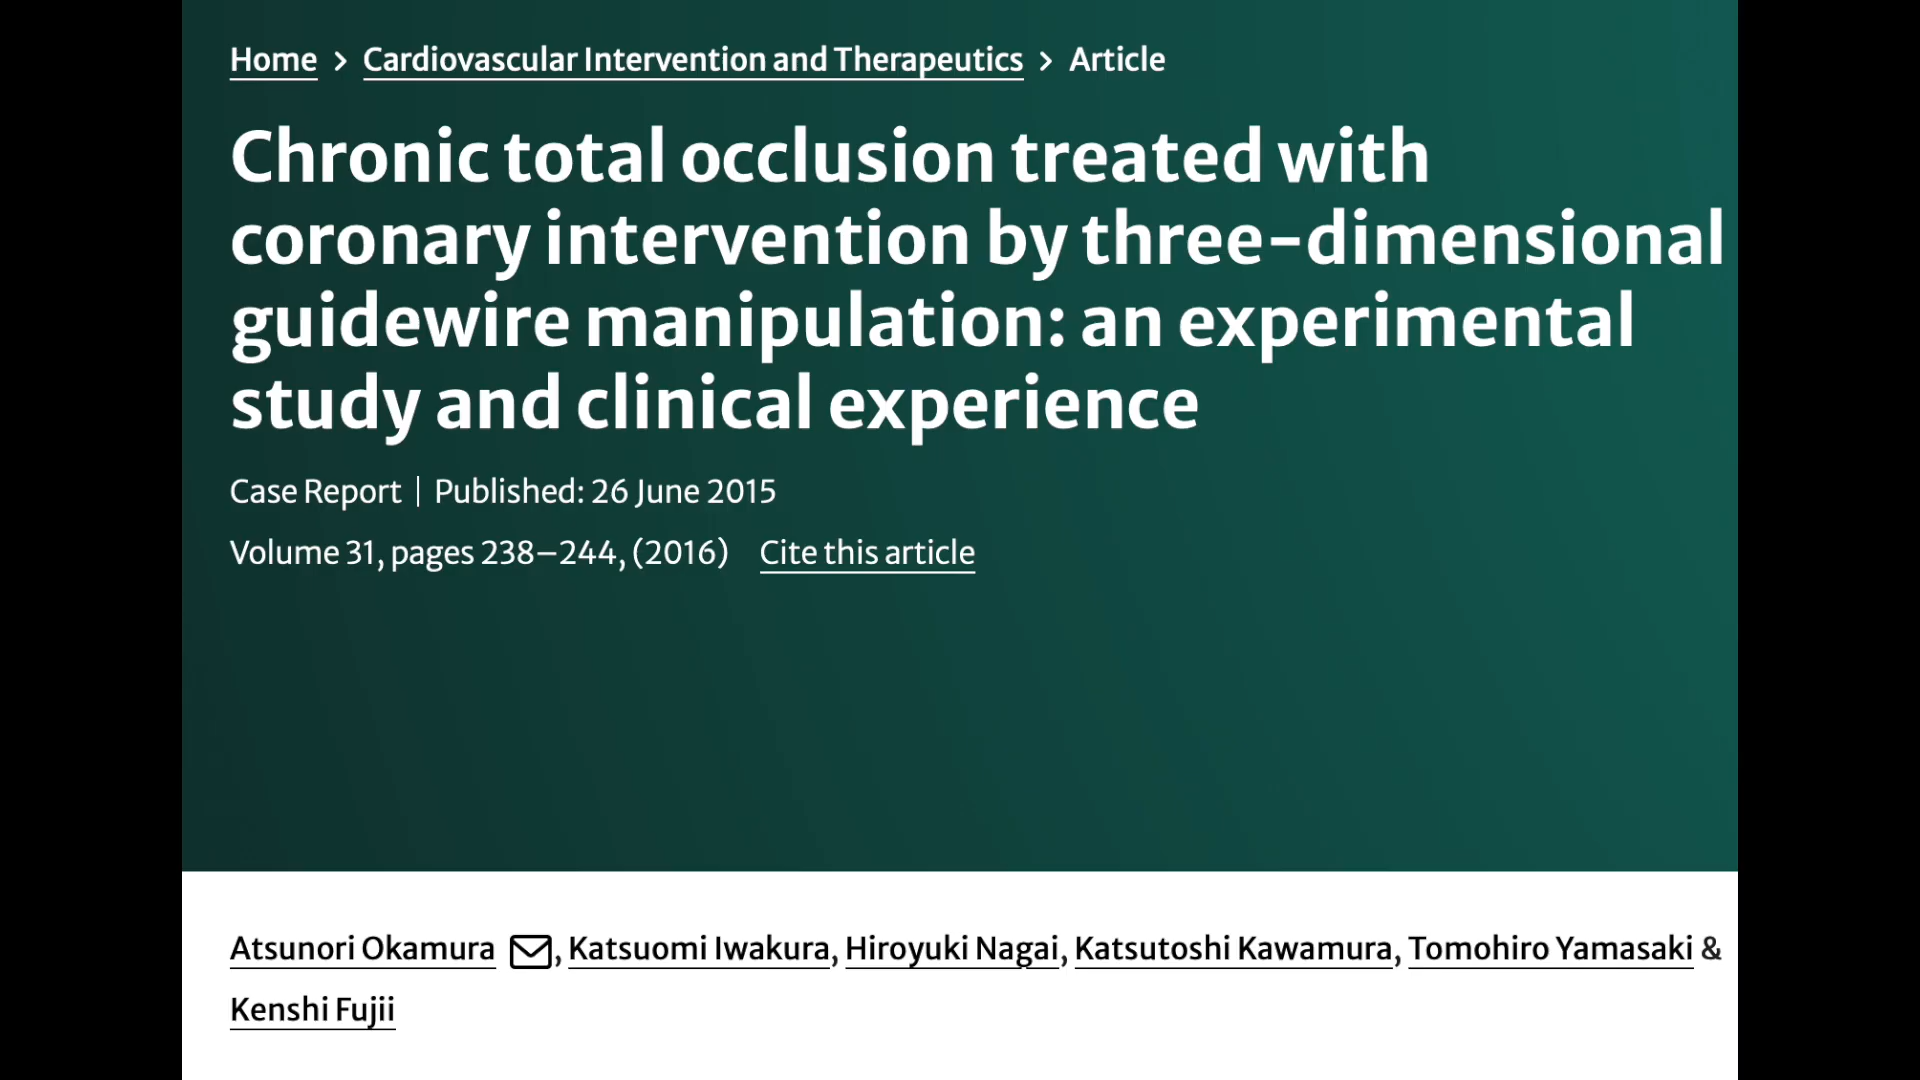 Home > Cardiovascular Intervention and Therapeutics > Article
Chronic total occlusion treated with
coronary intervention by three-dimensional
guidewire manipulation: an experimental
study and clinical experience
Case Report | Published: 26 June 2015
Volume 31, pages 238–244, (2016) Cite this article
Atsunori Okamura , Katsuomi Iwakura, Hiroyuki Nagai, Katsutoshi Kawamura, Tomohiro Yamasaki &
Kenshi Fujii